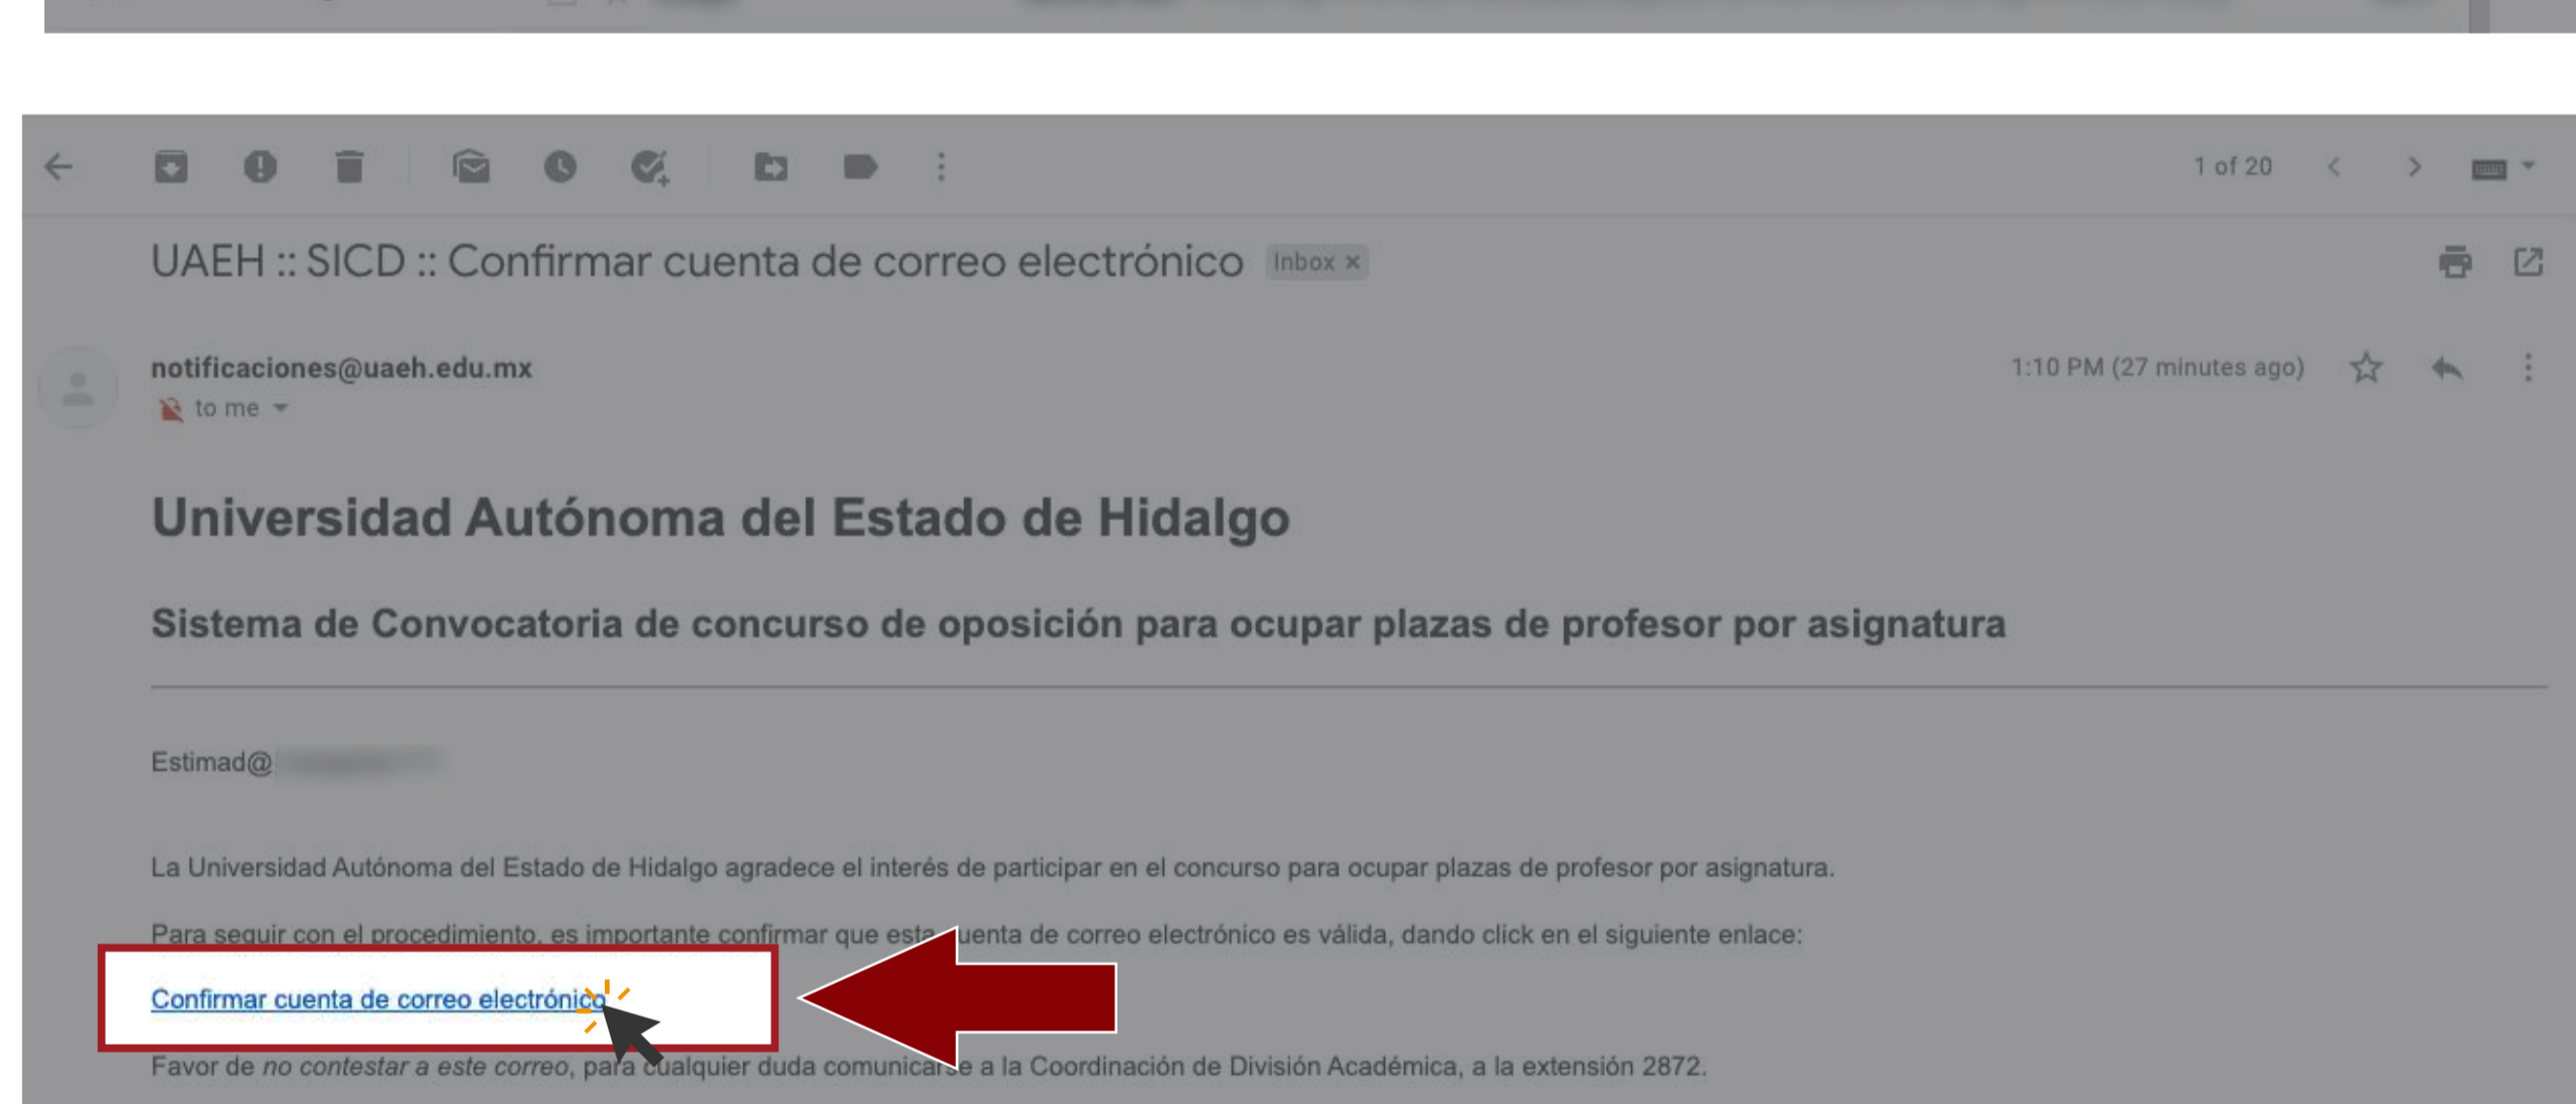 1 of 20
UAEH :: SICD :: Confirmar cuenta de correo electrónico Inbox ×
notificaciones@uaeh.edu.mx
1:10 PM (27 minutes ago)
to me
Universidad Autónoma del Estado de Hidalgo
Sistema de Convocatoria de concurso de oposición para ocupar plazas de profesor por asignatura
Estimad@
La Universidad Autónoma del Estado de Hidalgo agradece el interés de participar en el concurso para ocupar plazas de profesor por asignatura.
Para seguir con el procedimiento, es importante confirmar que esta cuenta de correo electrónico es válida, dando click en el siguiente enlace:
Confirmar cuenta de correo electrónico
Favor de no contestar a este correo, para cualquier duda comunicarse a la Coordinación de División Académica, a la extensión 2872.